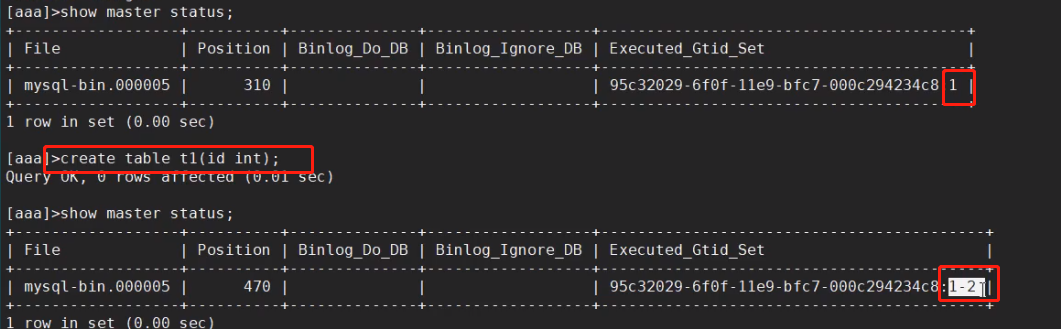 [aaa]>show master status;
+------------------+----------+--------------+------------------+----------------------------------------+
| File | Position | Binlog_Do_DB | Binlog_Ignore_DB | Executed_Gtid_Set |
+------------------+----------+--------------+------------------+----------------------------------------+
| mysql-bin.000005 | 310 | | | 95c32029-6f0f-11e9-bfc7-000c294234c8:1 |
+------------------+----------+--------------+------------------+----------------------------------------+
1 row in set (0.00 sec)
[aaa]>create table t1(id int);
Query OK, 0 rows affected (0.01 sec)
[aaa]>show master status;
+------------------+----------+--------------+------------------+------------------------------------------+
| File | Position | Binlog_Do_DB | Binlog_Ignore_DB | Executed_Gtid_Set |
+------------------+----------+--------------+------------------+------------------------------------------+
| mysql-bin.000005 | 470 | | | 95c32029-6f0f-11e9-bfc7-000c294234c8:1-2 |
+------------------+----------+--------------+------------------+------------------------------------------+
1 row in set (0.00 sec)